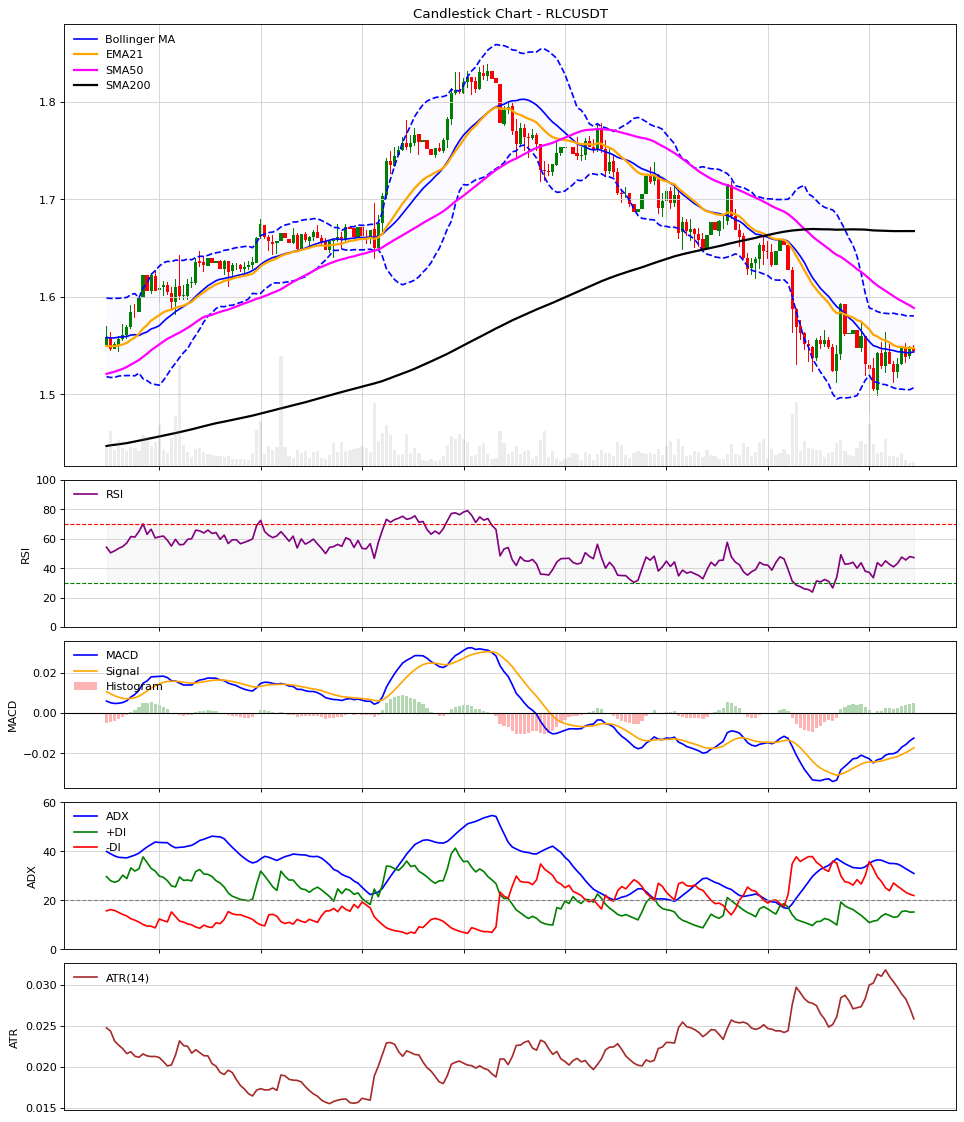 Candlestick Chart - RLCUSDT
Bollinger MA
EMA21
SMA50
SMA200
1.8
1.7
1.6
1.5
RSI
100
80
60
40
20
0
RSI
MACD
Signal
Histogram
0.02
0.00
−0.02
MACD
ADX
+DI
-DI
60
40
20
0
ADX
ATR(14)
0.030
0.025
0.020
0.015
ATR